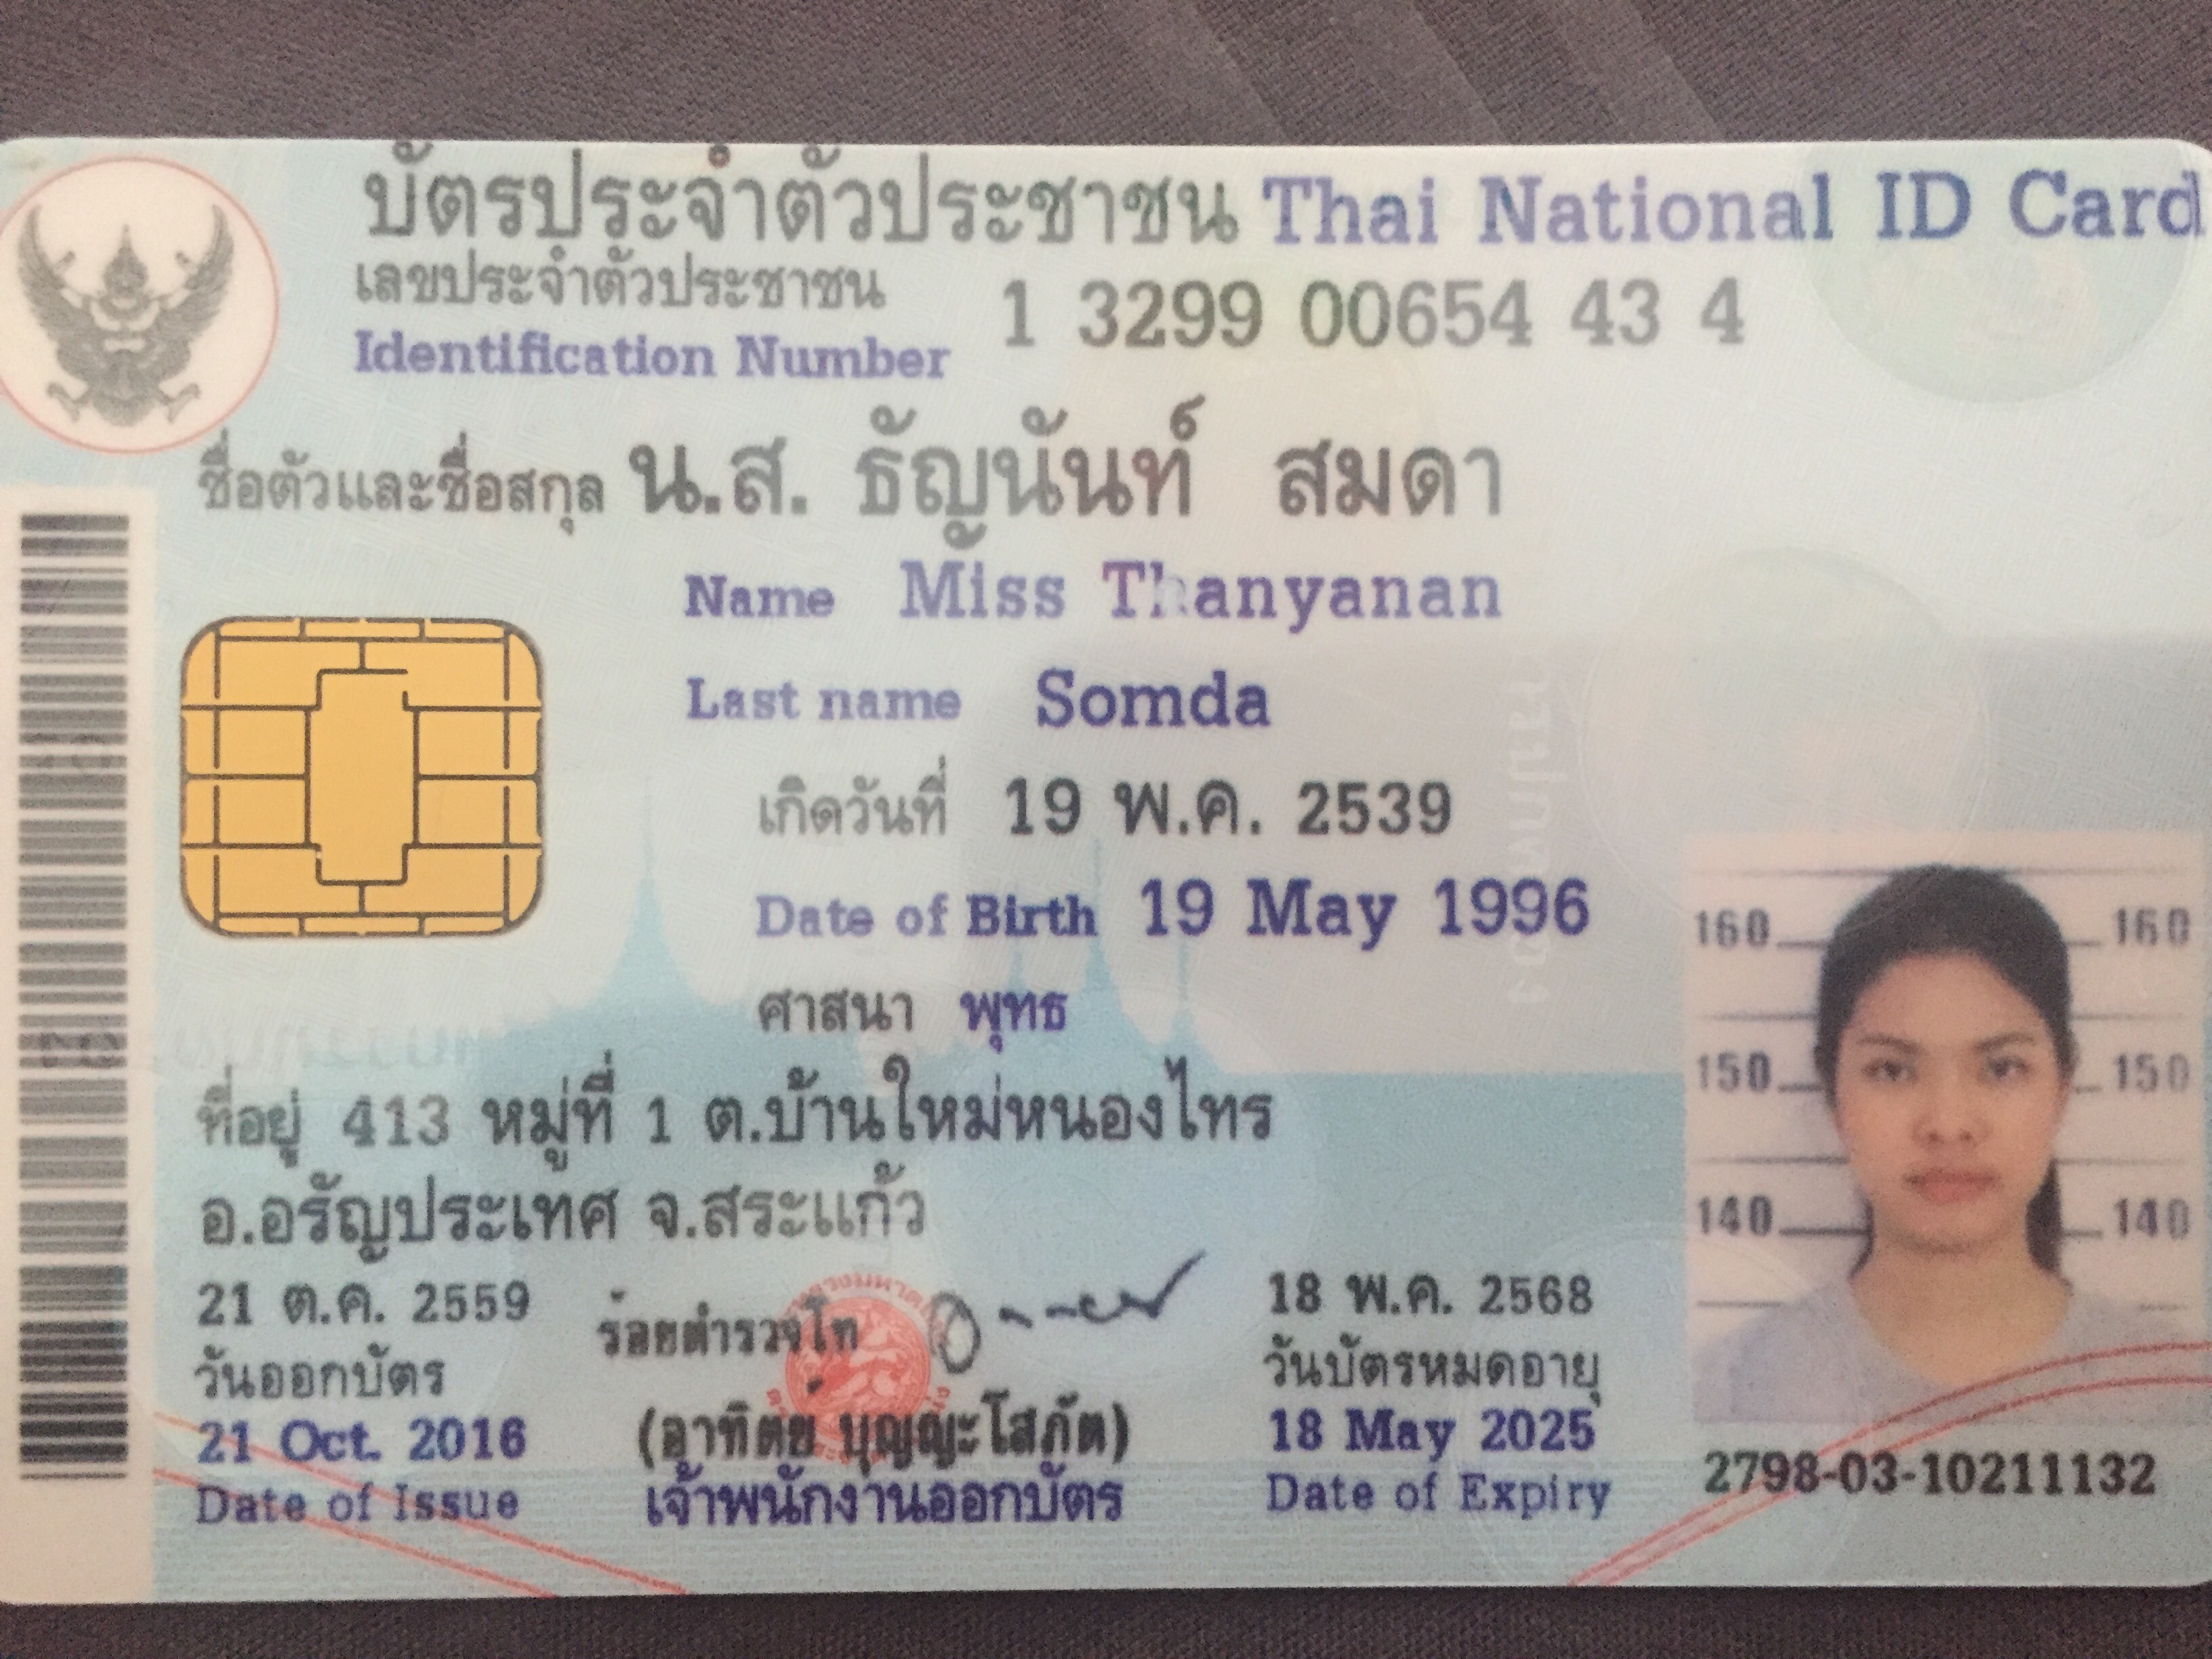 บัตรประจำตัวประชาชน Thai National ID Card
เลขประจำตัวประชาชน
Identification Number
1 3299 00654 43 4
ชื่อตัวและชื่อสกุล น.ส. ธัญนันท์ สมดา
Name Miss Thanyanan
Last name Somda
เกิดวันที่ 19 พ.ค. 2539
Date of Birth 19 May 1996
ศาสนา พุทธ
ที่อยู่ 413 หมู่ที่ 1 ต.บ้านใหม่หนองไทร
อ.อรัญประเทศ จ.สระแก้ว
21 ต.ค. 2559
วันออกบัตร
21 Oct. 2016
Date of Issue
ร้อยตำรวจโท
(อาทิตย์ บุญญะโสภัต)
เจ้าพนักงานออกบัตร
18 พ.ค. 2568
วันบัตรหมดอายุ
18 May 2025
Date of Expiry
160 160
150 150
140 140
2798-03-10211132